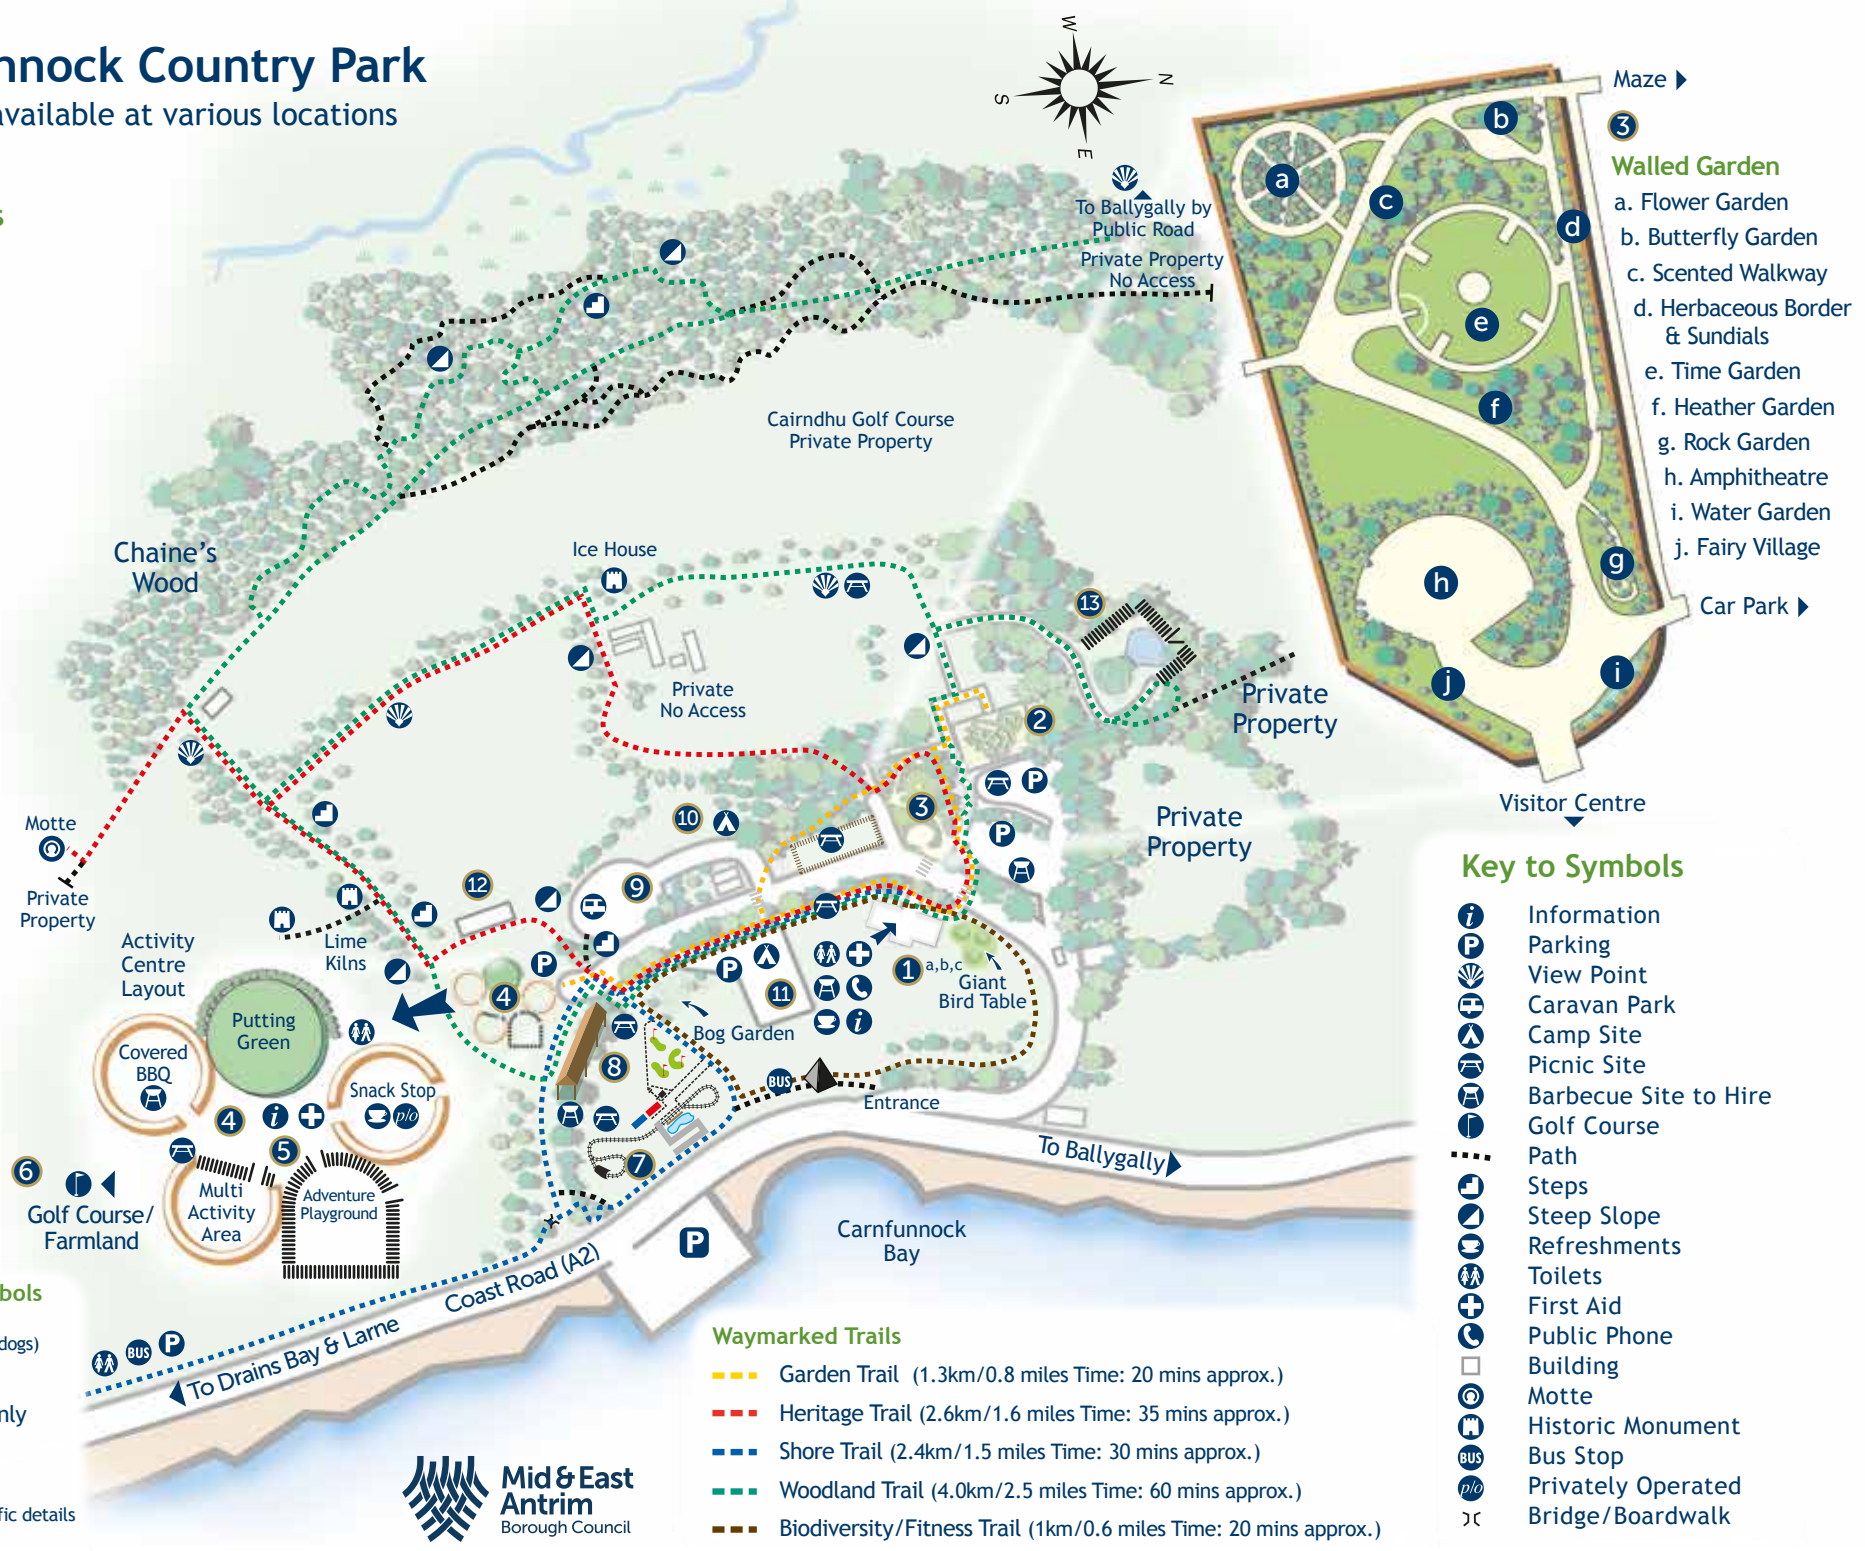 nnock Country Park
available at various locations
s
W
N
S
E
To Ballygally by
Public Road
Private Property
No Access
Cairndhu Golf Course
Private Property
Chaine's
Wood
Ice House
Private
No Access
13
2
Private
Property
Private
Property
3
10
12
9
Motte
Private
Property
Lime
Kilns
Activity
Centre
Layout
Putting
Green
Covered
BBQ
Snack Stop
p/o
4
i
5
6
Golf Course/
Farmland
Multi
Activity
Area
Adventure
Playground
4
P
P
P
P
11
1 a,b,c
Giant
Bird Table
i
Bog Garden
8
7
BUS
Entrance
To Ballygally
Carnfunnock
Bay
P
Coast Road (A2)
To Drains Bay & Larne
BUS
P
bols
dogs)
nly
fic details
Mid & East
Antrim
Borough Council
Waymarked Trails
Garden Trail (1.3km/0.8 miles Time: 20 mins approx.)
Heritage Trail (2.6km/1.6 miles Time: 35 mins approx.)
Shore Trail (2.4km/1.5 miles Time: 30 mins approx.)
Woodland Trail (4.0km/2.5 miles Time: 60 mins approx.)
Biodiversity/Fitness Trail (1km/0.6 miles Time: 20 mins approx.)
a
b
c
d
e
f
g
h
i
j
Maze
3
Walled Garden
a. Flower Garden
b. Butterfly Garden
c. Scented Walkway
d. Herbaceous Border
& Sundials
e. Time Garden
f. Heather Garden
g. Rock Garden
h. Amphitheatre
i. Water Garden
j. Fairy Village
Car Park
Visitor Centre
Key to Symbols
i Information
P Parking
View Point
Caravan Park
Camp Site
Picnic Site
Barbecue Site to Hire
Golf Course
Path
Steps
Steep Slope
Refreshments
Toilets
First Aid
Public Phone
Building
Motte
Historic Monument
BUS Bus Stop
p/o Privately Operated
Bridge/Boardwalk